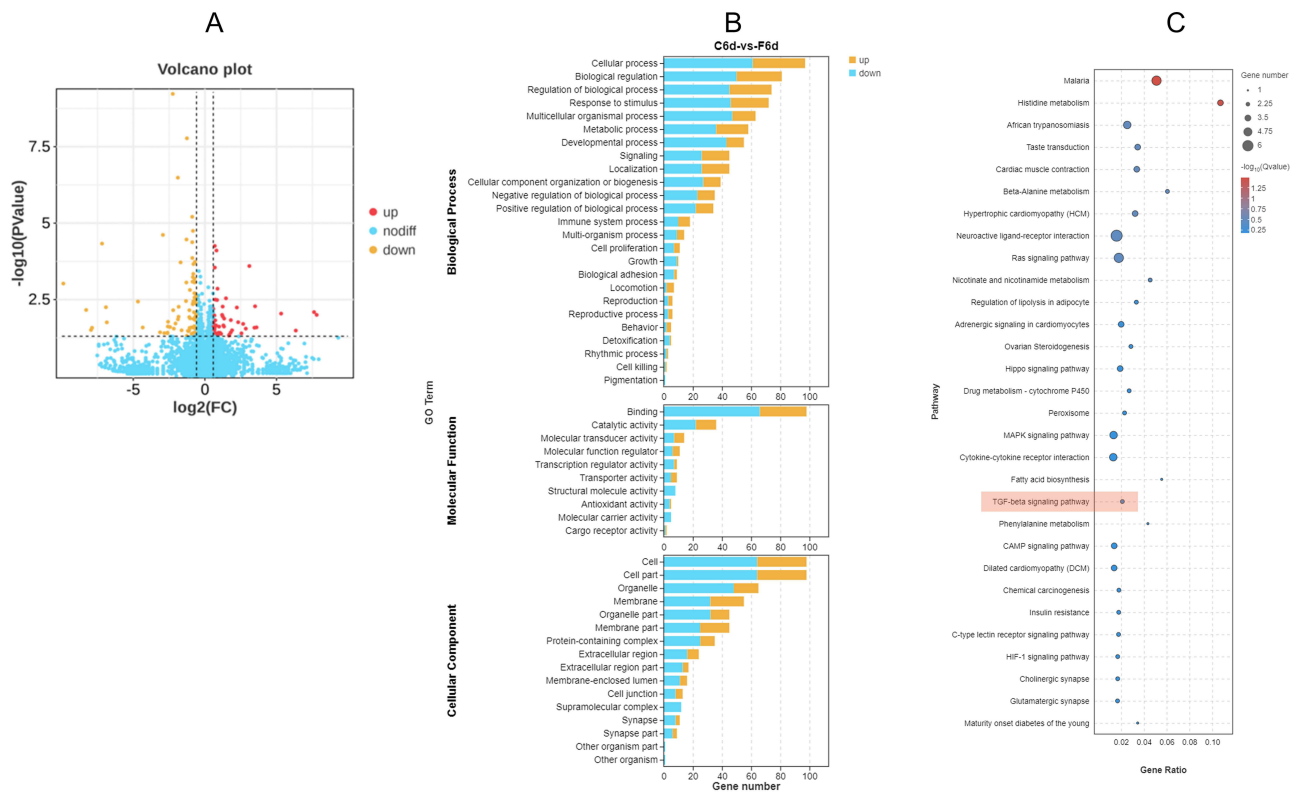 A
B
C
Volcano plot
7.5
5
2.5
-log10(PValue)
-5
0
5
log2(FC)
up
nodiff
down
C6d-vs-F6d
up
down
GO Term
Biological Process
Cellular process
Biological regulation
Regulation of biological process
Response to stimulus
Multicellular organismal process
Metabolic process
Developmental process
Signaling
Localization
Cellular component organization or biogenesis
Negative regulation of biological process
Positive regulation of biological process
Immune system process
Multi-organism process
Cell proliferation
Growth
Biological adhesion
Locomotion
Reproduction
Reproductive process
Behavior
Detoxification
Rhythmic process
Cell killing
Pigmentation
0 20 40 60 80 100
Molecular Function
Binding
Catalytic activity
Molecular transducer activity
Molecular function regulator
Transcription regulator activity
Transporter activity
Structural molecule activity
Antioxidant activity
Molecular carrier activity
Cargo receptor activity
0 20 40 60 80 100
Cellular Component
Cell
Cell part
Organelle
Membrane
Organelle part
Membrane part
Protein-containing complex
Extracellular region
Extracellular region part
Membrane-enclosed lumen
Cell junction
Supramolecular complex
Synapse
Synapse part
Other organism part
Other organism
0 20 40 60 80 100
Gene number
Pathway
Malaria
Histidine metabolism
African trypanosomiasis
Taste transduction
Cardiac muscle contraction
Beta-Alanine metabolism
Hypertrophic cardiomyopathy (HCM)
Neuroactive ligand-receptor interaction
Ras signaling pathway
Nicotinate and nicotinamide metabolism
Regulation of lipolysis in adipocyte
Adrenergic signaling in cardiomyocytes
Ovarian Steroidogenesis
Hippo signaling pathway
Drug metabolism - cytochrome P450
Peroxisome
MAPK signaling pathway
Cytokine-cytokine receptor interaction
Fatty acid biosynthesis
TGF-beta signaling pathway
Phenylalanine metabolism
CAMP signaling pathway
Dilated cardiomyopathy (DCM)
Chemical carcinogenesis
Insulin resistance
C-type lectin receptor signaling pathway
HIF-1 signaling pathway
Cholinergic synapse
Glutamatergic synapse
Maturity onset diabetes of the young
0.02 0.04 0.06 0.08 0.10
Gene Ratio
Gene number
1
2.25
3.5
4.75
6
-log10(Qvalue)
1.25
1
0.75
0.5
0.25